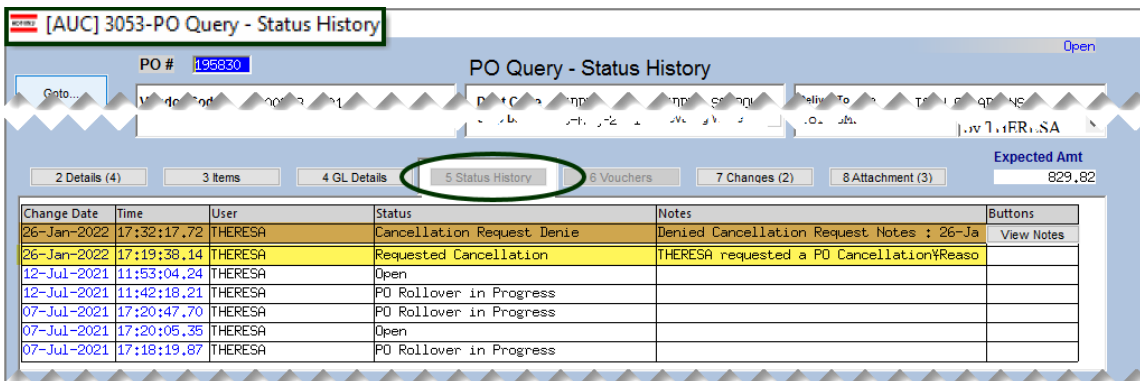 [AUC] 3053-PO Query - Status History
Open
PO # 195830
PO Query - Status History
Goto...
by THERESA
Expected Amt
2 Details (4) 3 Items 4 GL Details 5 Status History 6 Vouchers 7 Changes (2) 8 Attachment (3) 829.82
Change Date Time User Status Notes Buttons
26-Jan-2022 17:32:17.72 THERESA Cancellation Request Denie Denied Cancellation Request Notes : 26-Ja View Notes
26-Jan-2022 17:19:38.14 THERESA Requested Cancellation THERESA requested a PO Cancellation¥Reaso
12-Jul-2021 11:53:04.24 THERESA Open
12-Jul-2021 11:42:18.21 THERESA PO Rollover in Progress
07-Jul-2021 17:20:47.70 THERESA PO Rollover in Progress
07-Jul-2021 17:20:05.35 THERESA Open
07-Jul-2021 17:18:19.87 THERESA PO Rollover in Progress